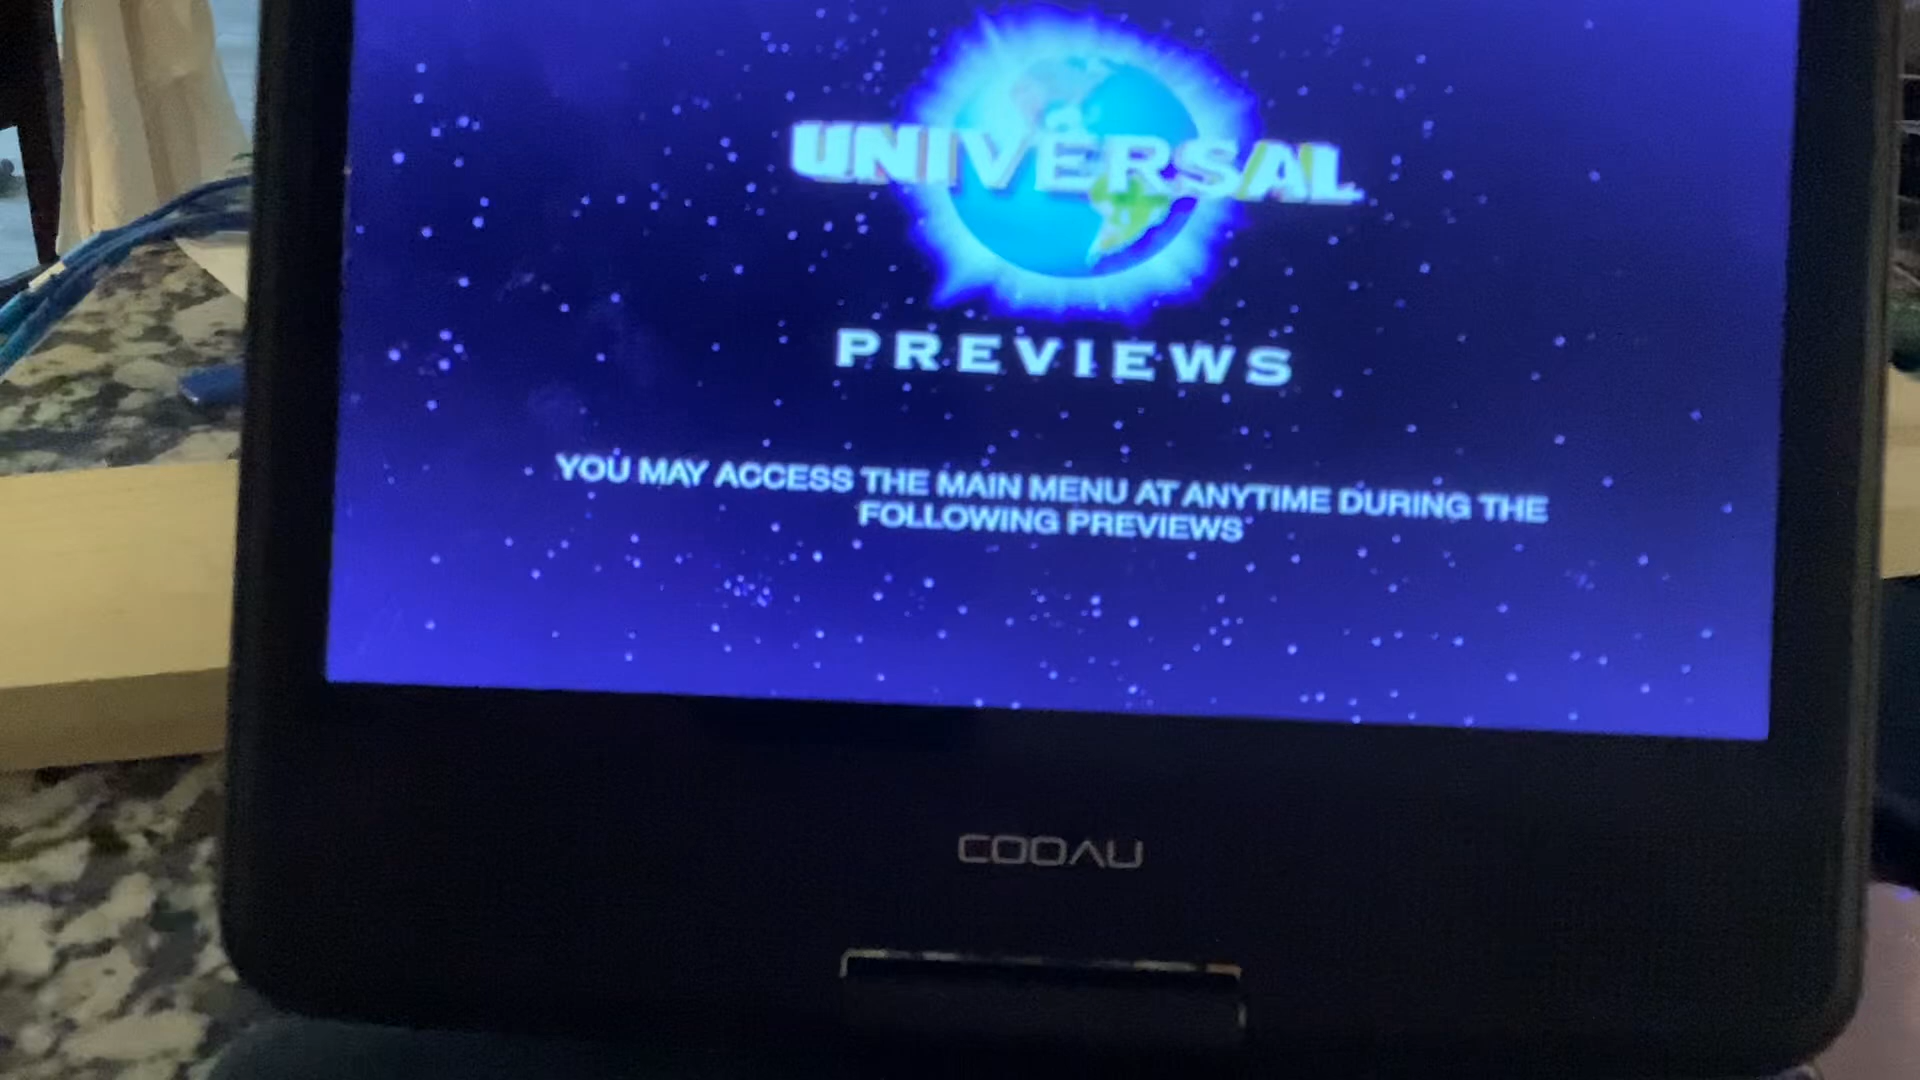 UNIVERSAL
PREVIEWS
YOU MAY ACCESS THE MAIN MENU AT ANYTIME DURING THE
FOLLOWING PREVIEWS
COOAU